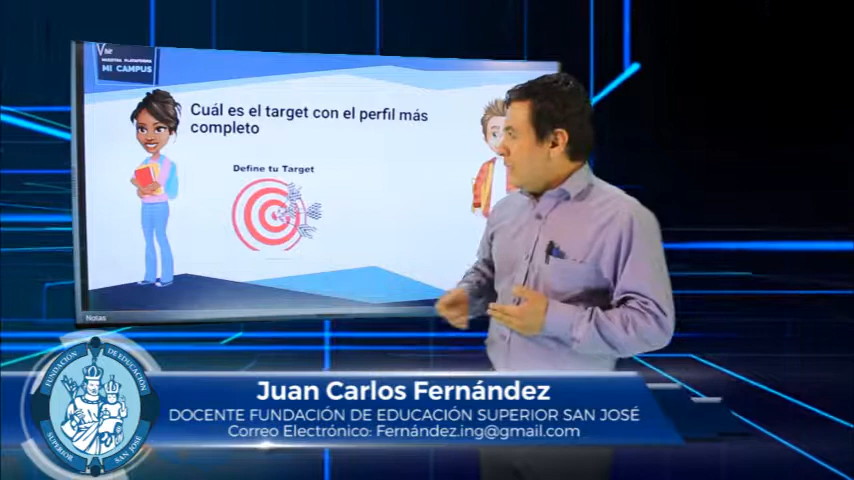 Vive
NUESTRA PLATAFORMA
MI CAMPUS
Cuál es el target con el perfil más
completo
Define tu Target
Notas
Juan Carlos Fernández
DOCENTE FUNDACIÓN DE EDUCACIÓN SUPERIOR SAN JOSÉ
Correo Electrónico: Fernández.ing@gmail.com
FUNDACIÓN DE EDUCACIÓN
SUPERIOR SAN JOSÉ